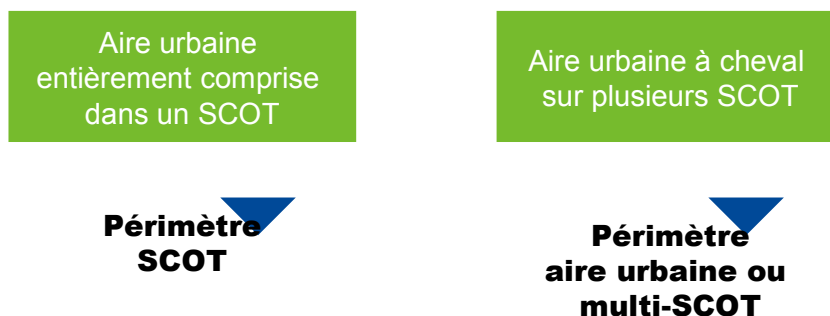 Aire urbaine
entièrement comprise
dans un SCOT
Aire urbaine à cheval
sur plusieurs SCOT
Périmètre
SCOT
Périmètre
aire urbaine ou
multi-SCOT